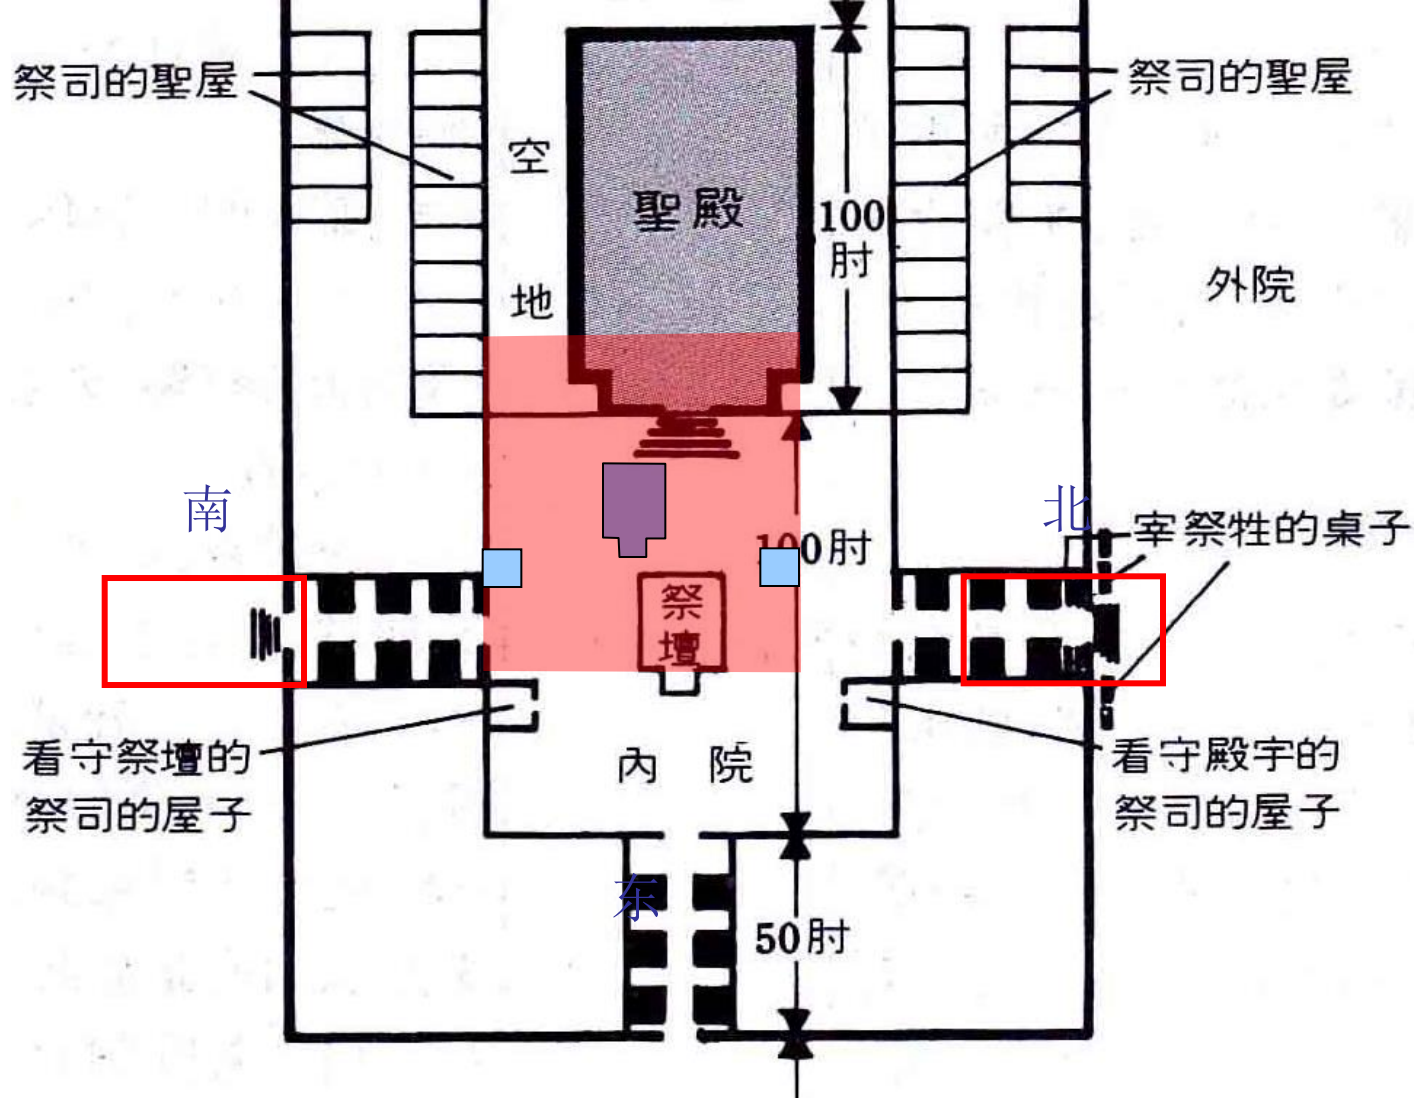 祭司的聖屋
祭司的聖屋
空
地
聖殿
100
肘
外院
南
北
宰祭牲的桌子
100肘
祭
壇
看守祭壇的
祭司的屋子
內院
看守殿宇的
祭司的屋子
东
50肘